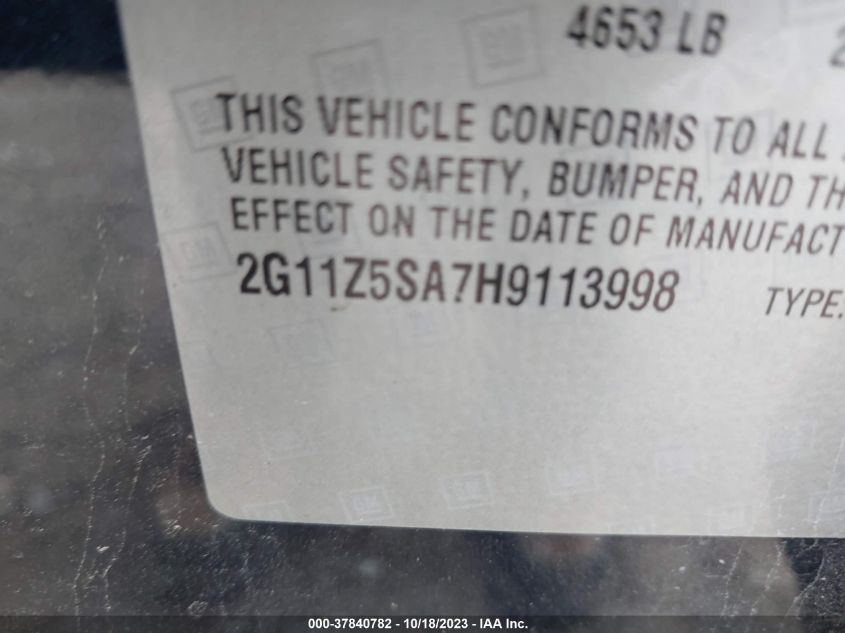 4653 LB
THIS VEHICLE CONFORMS TO ALL
VEHICLE SAFETY, BUMPER, AND TH
EFFECT ON THE DATE OF MANUFACT
2G11Z5SA7H9113998 TYPE:
000-37840782 - 10/18/2023 - IAA Inc.